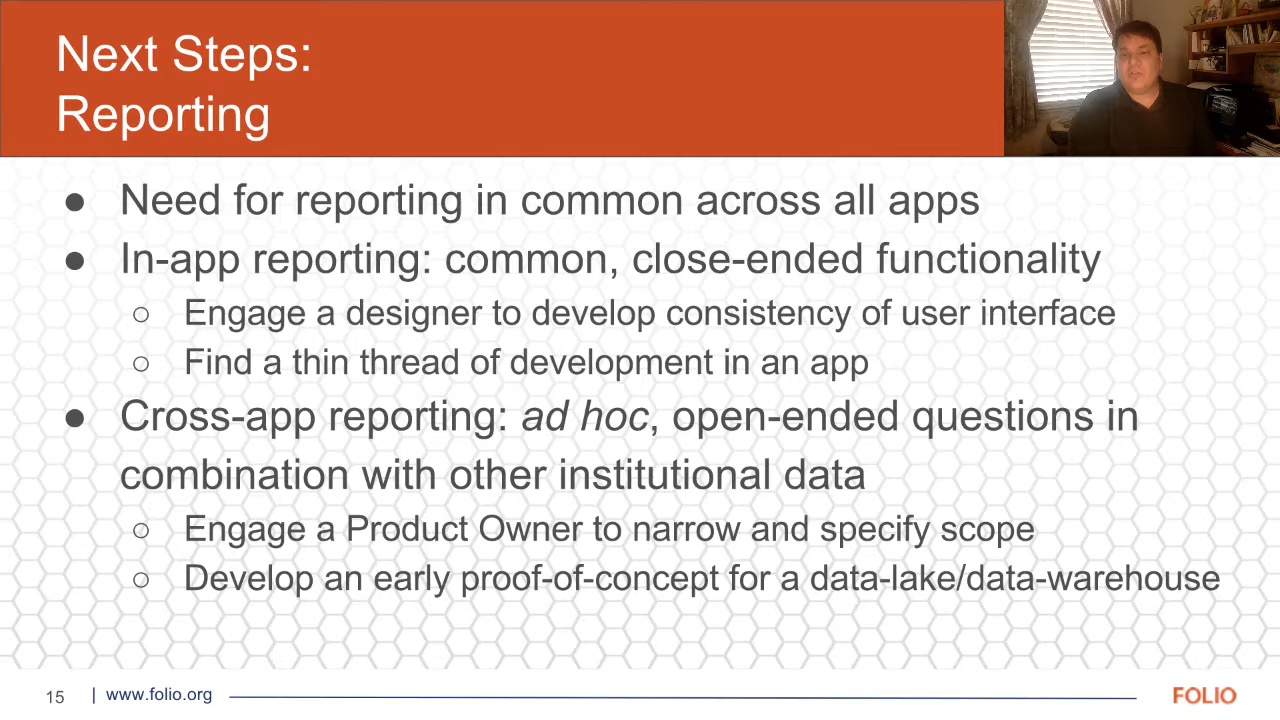 Next Steps:
Reporting
● Need for reporting in common across all apps
● In-app reporting: common, close-ended functionality
○ Engage a designer to develop consistency of user interface
○ Find a thin thread of development in an app
● Cross-app reporting: ad hoc, open-ended questions in
combination with other institutional data
○ Engage a Product Owner to narrow and specify scope
○ Develop an early proof-of-concept for a data-lake/data-warehouse
15 | www.folio.org
FOLIO